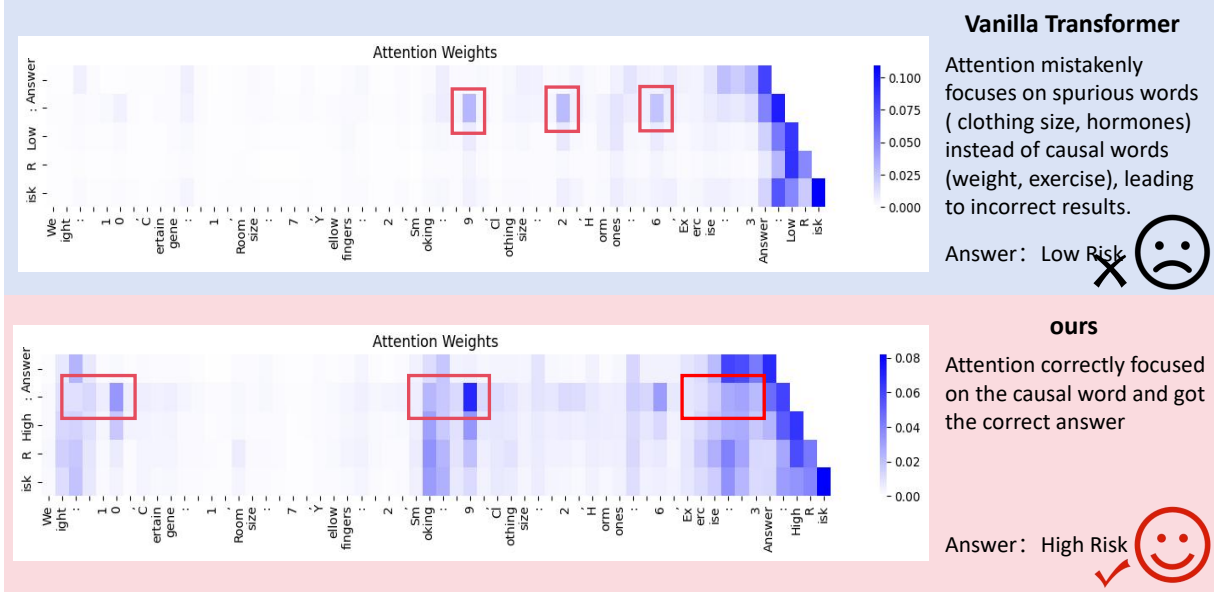 Vanilla Transformer
Attention Weights
Answer
:
Low
R
isk
0.100
0.075
0.050
0.025
0.000
We
ight
:
1
0
,
C
ertain
gene
:
1
,
Room
size
:
7
,
Y
ellow
fingers
:
2
,
Sm
oking
:
9
,
Cl
othing
size
:
2
,
H
orm
ones
:
6
,
Ex
erc
ise
:
3
Answer
:
Low
R
isk
Attention mistakenly
focuses on spurious words
( clothing size, hormones)
instead of causal words
(weight, exercise), leading
to incorrect results.
Answer： Low Risk
ours
Attention Weights
Answer
:
High
R
isk
0.08
0.06
0.04
0.02
0.00
We
ight
:
1
0
,
C
ertain
gene
:
1
,
Room
size
:
7
,
Y
ellow
fingers
:
2
,
Sm
oking
:
9
,
Cl
othing
size
:
2
,
H
orm
ones
:
6
,
Ex
erc
ise
:
3
Answer
:
High
R
isk
Attention correctly focused
on the causal word and got
the correct answer
Answer： High Risk